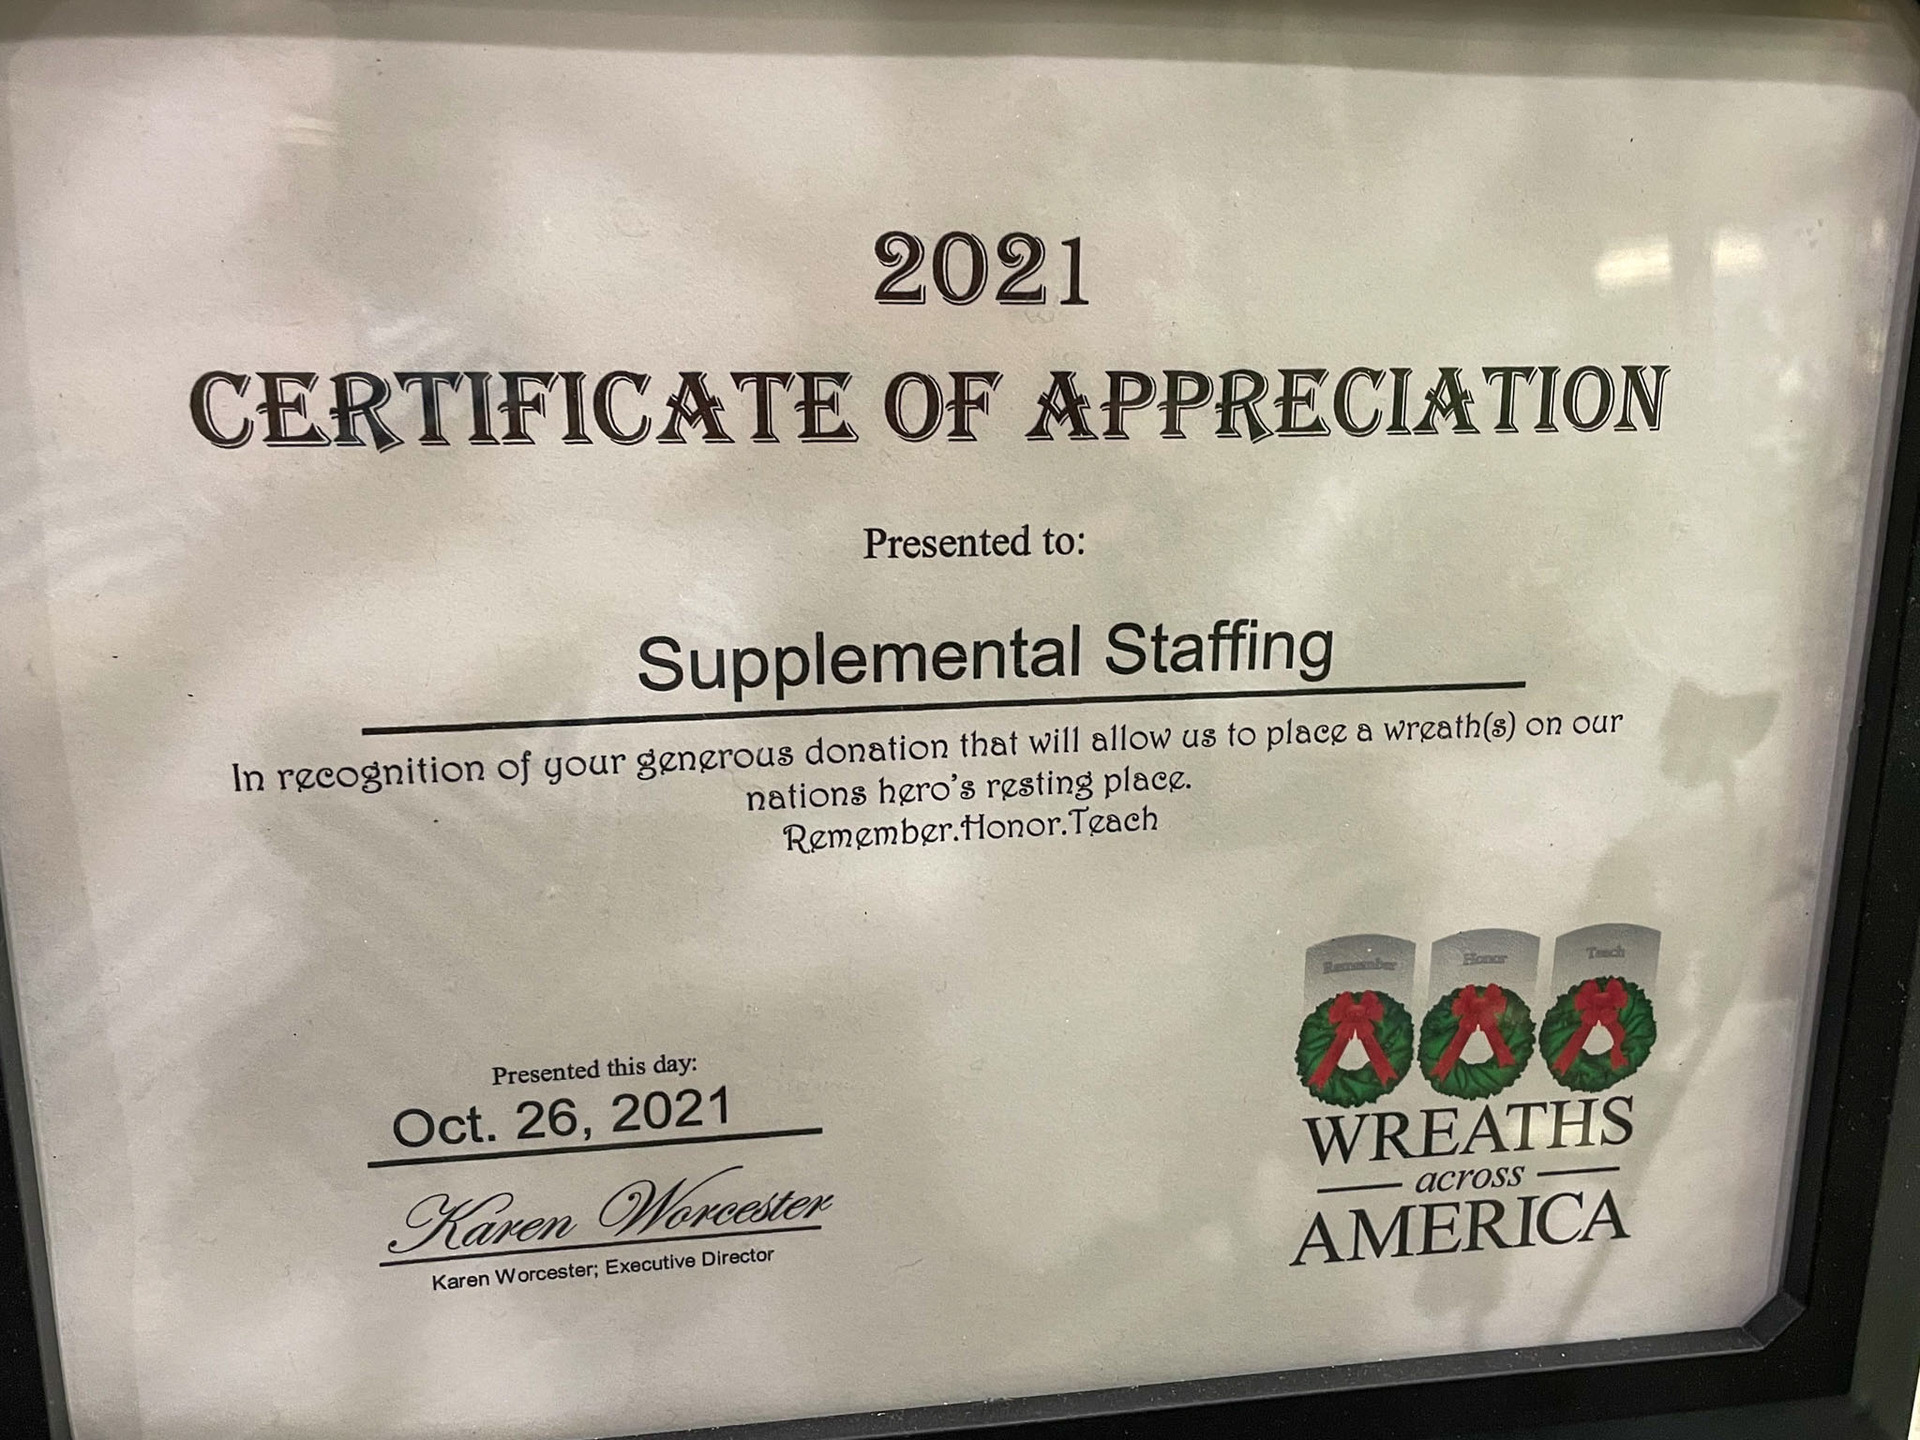 2021
CERTIFICATE OF APPRECIATION
Presented to:
Supplemental Staffing
In recognition of your generous donation that will allow us to place a wreath(s) on our
nations hero's resting place.
Remember.Honor.Teach
Presented this day:
Oct. 26, 2021
Karen Worcester
Karen Worcester; Executive Director
Remember Honor Teach
WREATHS
across
AMERICA